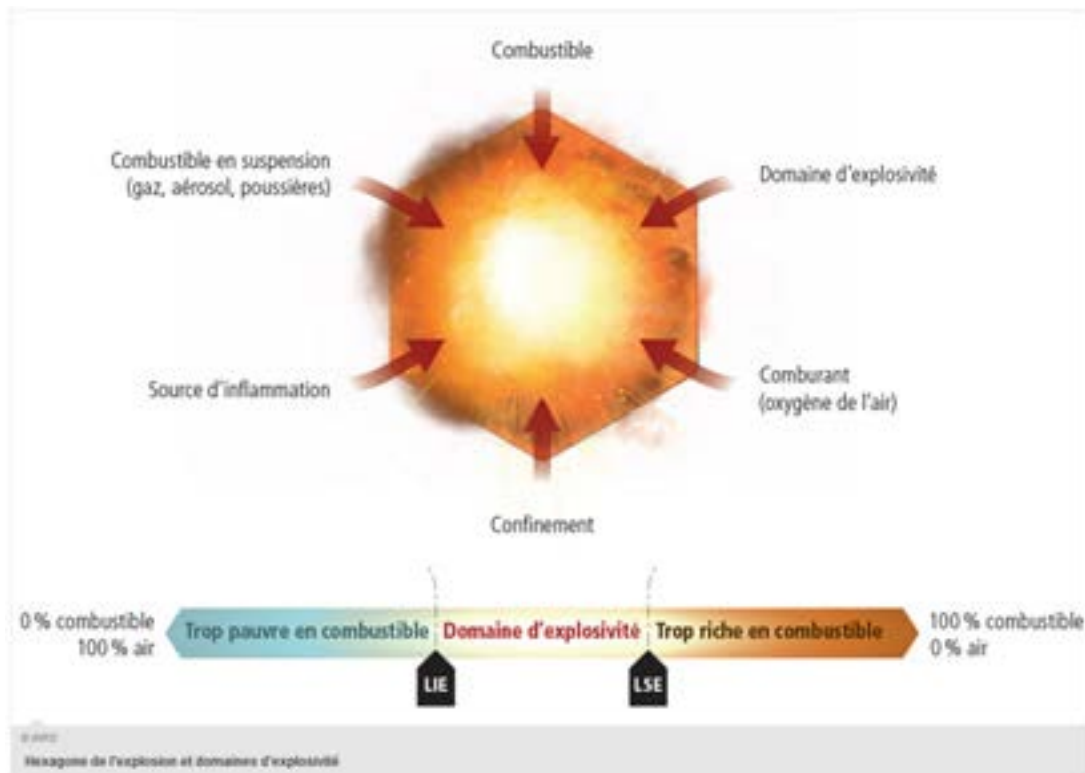 Combustible
Combustible en suspension
(gaz, aérosol, poussières)
Domaine d'explosivité
Source d'inflammation
Comburant
(oxygène de l'air)
Confinement
0 % combustible
100 % air
Trop pauvre en combustible
Domaine d'explosivité
Trop riche en combustible
100 % combustible
0 % air
LIE
LSE
Hexagone de l'explosion et domaines d'explosivité